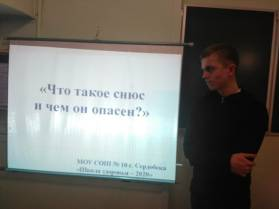 «Что такое снюс
и чем он опасен?»
МОУ СОШ № 10 г. Сердобска
«Школа здоровья – 2020»